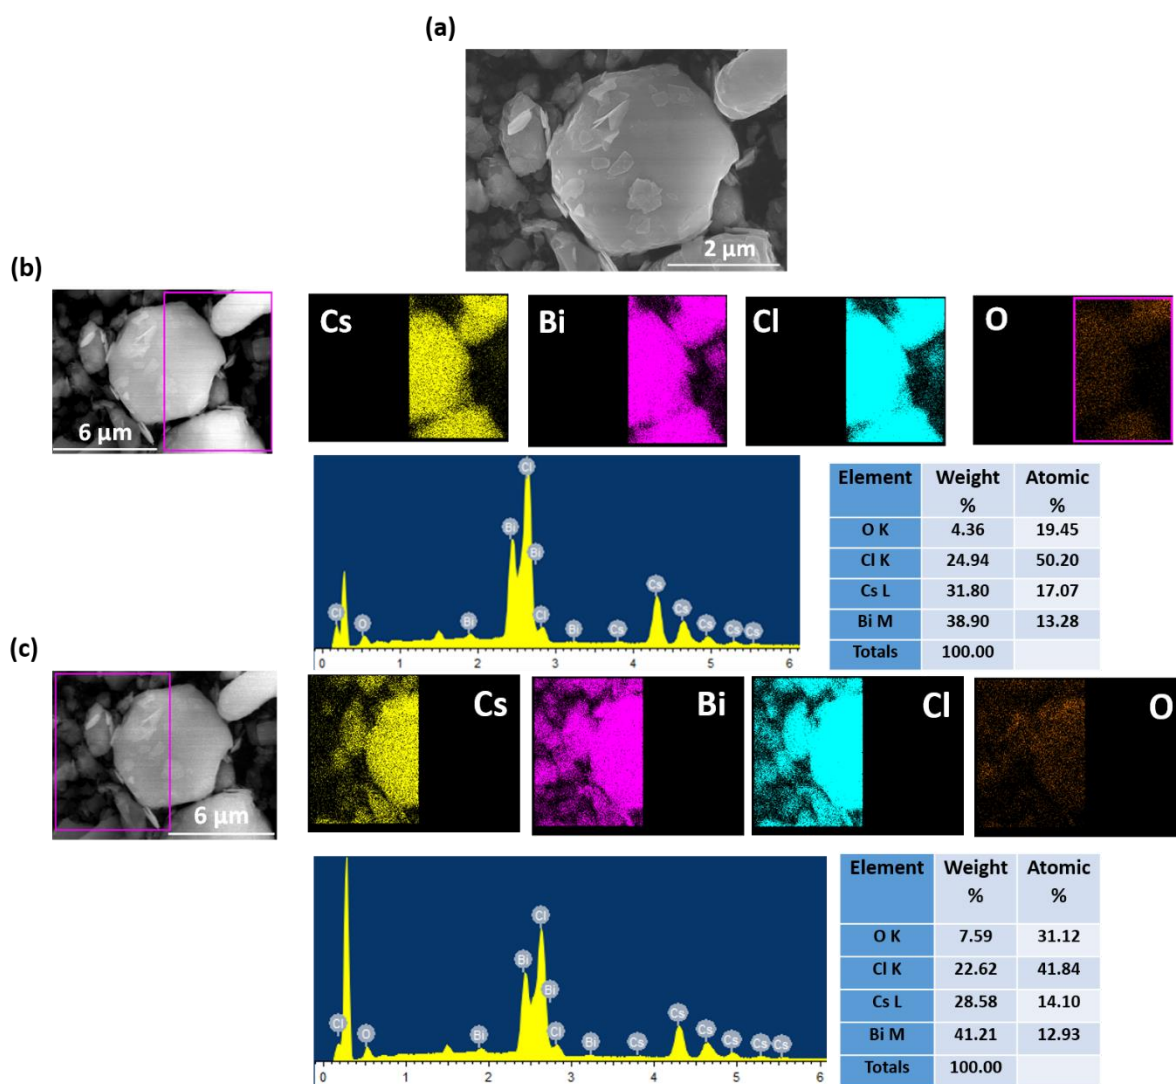 (a)
2 µm
(b)
6 µm
Cs
Bi
Cl
O
Cl
Bi
Bi
Cl
O
Bi
Cl
Bi
Cs
Cs
Cs
Cs
Cs
Cs
0 1 2 3 4 5 6
Element Weight % Atomic %
O K 4.36 19.45
Cl K 24.94 50.20
Cs L 31.80 17.07
Bi M 38.90 13.28
Totals 100.00
(c)
6 µm
Cs
Bi
Cl
O
Cl
Bi
Bi
Cl
O
Bi
Cl
Bi
Cs
Cs
Cs
Cs
Cs
Cs
0 1 2 3 4 5 6
Element Weight % Atomic %
O K 7.59 31.12
Cl K 22.62 41.84
Cs L 28.58 14.10
Bi M 41.21 12.93
Totals 100.00